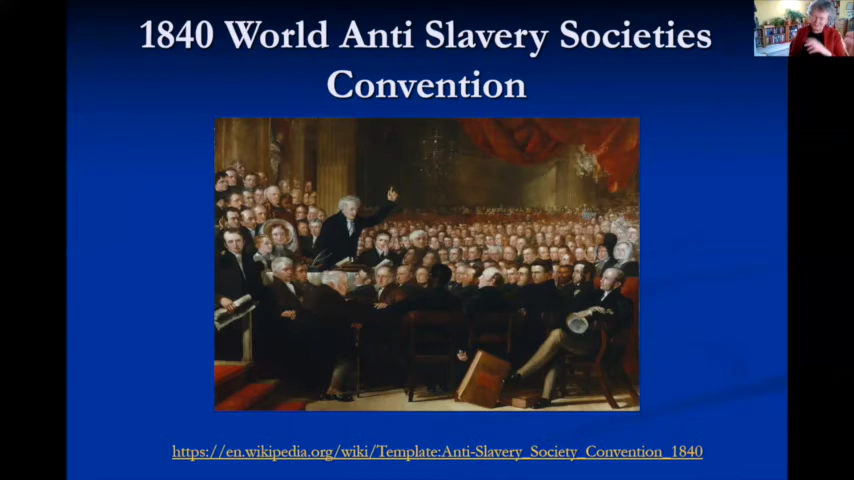 1840 World Anti Slavery Societies
Convention
https://en.wikipedia.org/wiki/Template:Anti-Slavery_Society_Convention_1840